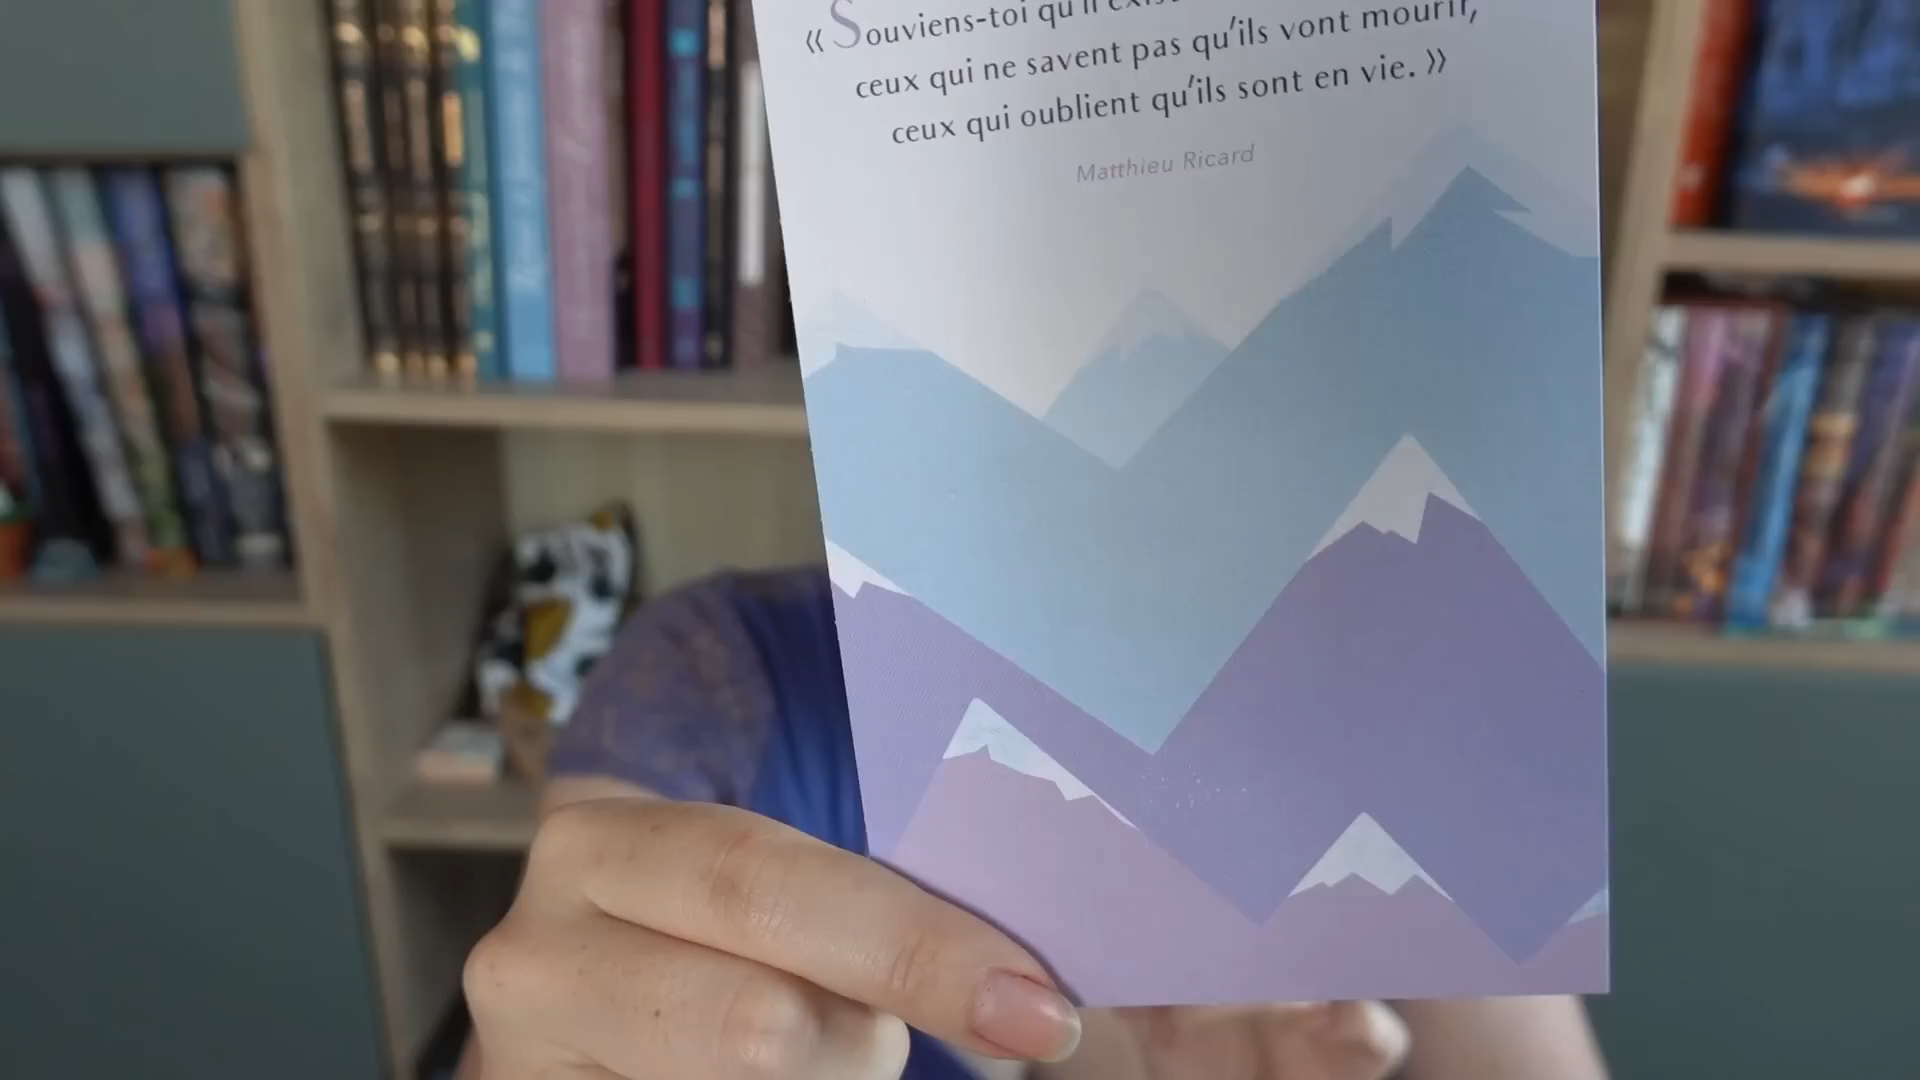 « Souviens-toi qu'il
ceux qui ne savent pas qu'ils vont mourir,
ceux qui oublient qu'ils sont en vie. »
Matthieu Ricard